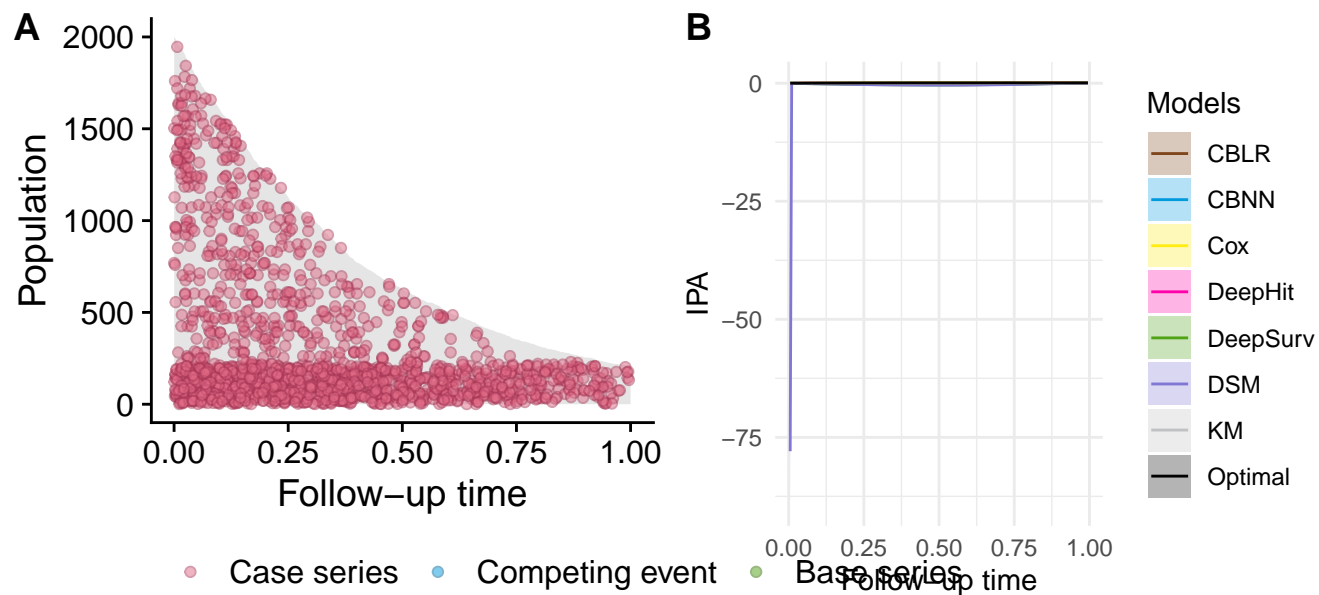 A
2000
1500
1000
500
0
Population
0.00 0.25 0.50 0.75 1.00
Follow−up time
Case series Competing event Base series
B
0
−25
−50
−75
IPA
0.00 0.25 0.50 0.75 1.00
Follow−up time
Models
CBLR
CBNN
Cox
DeepHit
DeepSurv
DSM
KM
Optimal